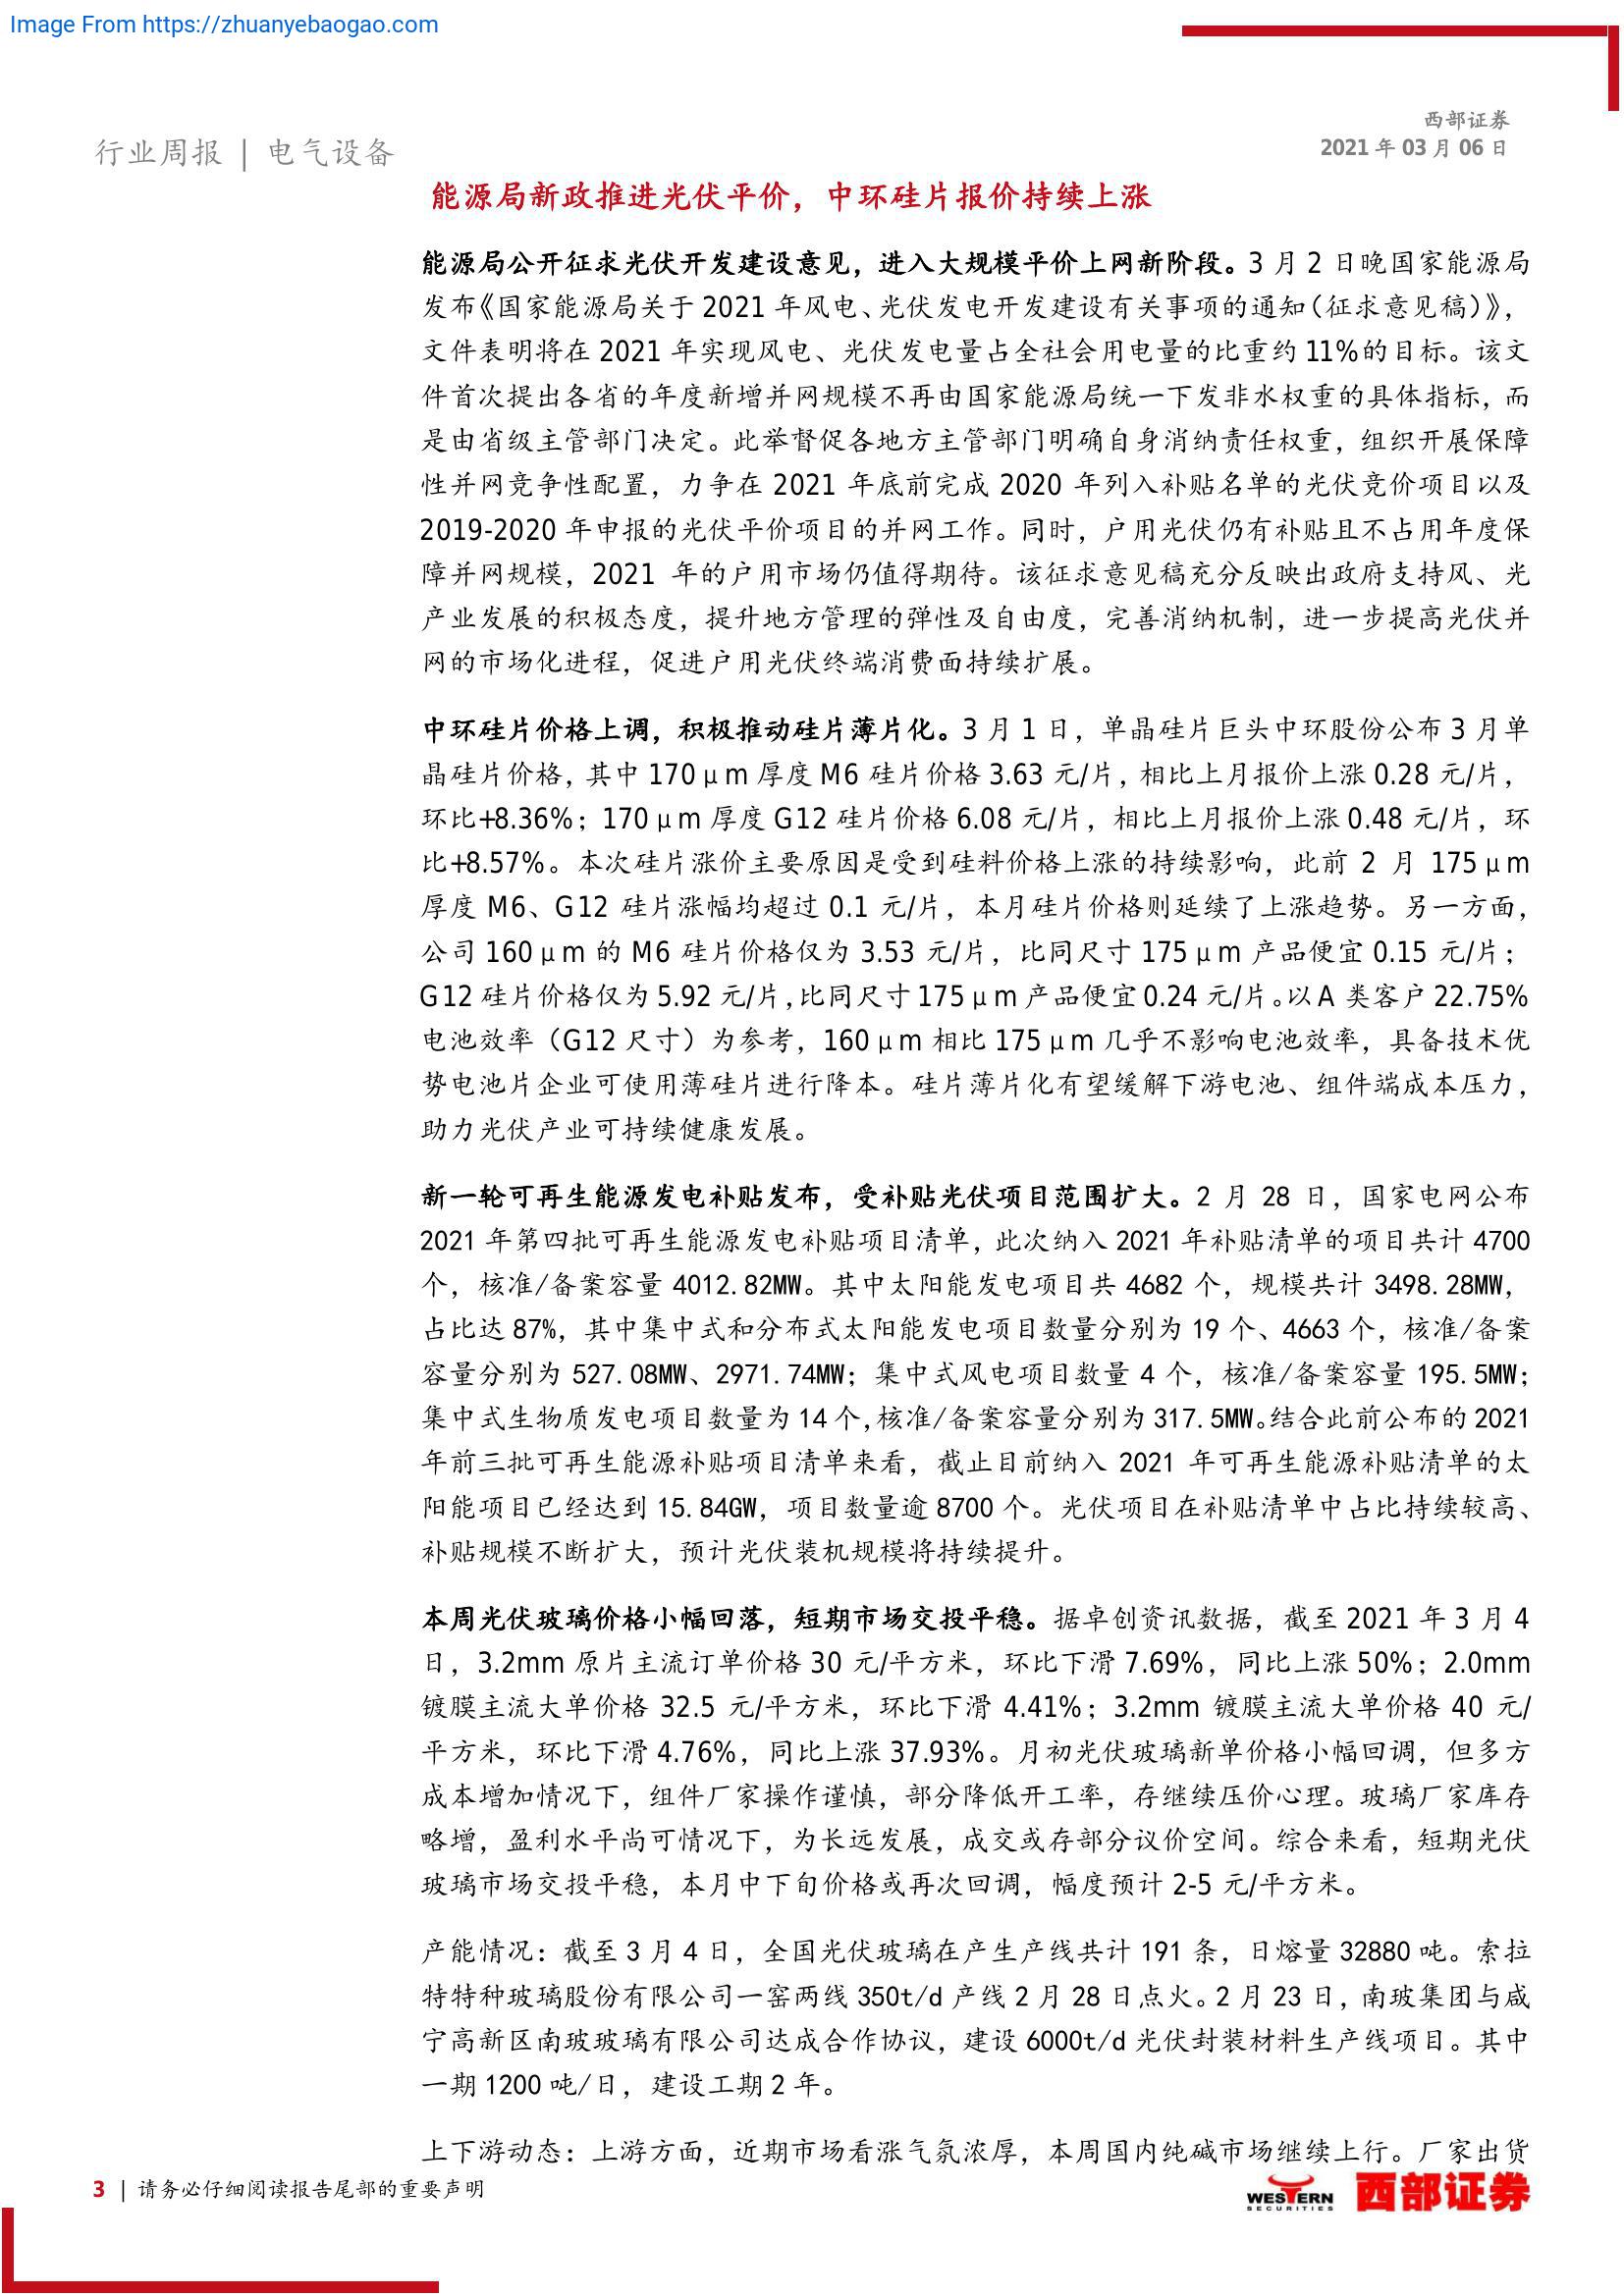 Image From https://zhuanyebaogao.com
西部证券
2021 年 03 月 06 日
行业周报 | 电气设备
能源局新政推进光伏平价，中环硅片报价持续上涨
能源局公开征求光伏开发建设意见，进入大规模平价上网新阶段。3 月 2 日晚国家能源局
发布《国家能源局关于 2021 年风电、光伏发电开发建设有关事项的通知（征求意见稿）》，
文件表明将在 2021 年实现风电、光伏发电量占全社会用电量的比重约 11%的目标。该文
件首次提出各省的年度新增并网规模不再由国家能源局统一下发非水权重的具体指标，而
是由省级主管部门决定。此举督促各地方主管部门明确自身消纳责任权重，组织开展保障
性并网竞争性配置，力争在 2021 年底前完成 2020 年列入补贴名单的光伏竞价项目以及
2019-2020 年申报的光伏平价项目的并网工作。同时，户用光伏仍有补贴且不占用年度保
障并网规模，2021 年的户用市场仍值得期待。该征求意见稿充分反映出政府支持风、光
产业发展的积极态度，提升地方管理的弹性及自由度，完善消纳机制，进一步提高光伏并
网的市场化进程，促进户用光伏终端消费面持续扩展。
中环硅片价格上调，积极推动硅片薄片化。3 月 1 日，单晶硅片巨头中环股份公布 3 月单
晶硅片价格，其中 170μm 厚度 M6 硅片价格 3.63 元/片，相比上月报价上涨 0.28 元/片，
环比+8.36%；170μm 厚度 G12 硅片价格 6.08 元/片，相比上月报价上涨 0.48 元/片，环
比+8.57%。本次硅片涨价主要原因是受到硅料价格上涨的持续影响，此前 2 月 175μm
厚度 M6、G12 硅片涨幅均超过 0.1 元/片，本月硅片价格则延续了上涨趋势。另一方面，
公司 160μm 的 M6 硅片价格仅为 3.53 元/片，比同尺寸 175μm 产品便宜 0.15 元/片；
G12 硅片价格仅为 5.92 元/片，比同尺寸 175μm 产品便宜 0.24 元/片。以 A 类客户 22.75%
电池效率（G12 尺寸）为参考，160μm 相比 175μm 几乎不影响电池效率，具备技术优
势电池片企业可使用薄硅片进行降本。硅片薄片化有望缓解下游电池、组件端成本压力，
助力光伏产业可持续健康发展。
新一轮可再生能源发电补贴发布，受补贴光伏项目范围扩大。2 月 28 日，国家电网公布
2021 年第四批可再生能源发电补贴项目清单，此次纳入 2021 年补贴清单的项目共计 4700
个，核准/备案容量 4012.82MW。其中太阳能发电项目共 4682 个，规模共计 3498.28MW，
占比达 87%，其中集中式和分布式太阳能发电项目数量分别为 19 个、4663 个，核准/备案
容量分别为 527.08MW、2971.74MW；集中式风电项目数量 4 个，核准/备案容量 195.5MW；
集中式生物质发电项目数量为 14 个，核准/备案容量分别为 317.5MW。结合此前公布的 2021
年前三批可再生能源补贴项目清单来看，截止目前纳入 2021 年可再生能源补贴清单的太
阳能项目已经达到 15.84GW，项目数量逾 8700 个。光伏项目在补贴清单中占比持续较高、
补贴规模不断扩大，预计光伏装机规模将持续提升。
本周光伏玻璃价格小幅回落，短期市场交投平稳。据卓创资讯数据，截至 2021 年 3 月 4
日，3.2mm 原片主流订单价格 30 元/平方米，环比下滑 7.69%，同比上涨 50%；2.0mm
镀膜主流大单价格 32.5 元/平方米，环比下滑 4.41%；3.2mm 镀膜主流大单价格 40 元/
平方米，环比下滑 4.76%，同比上涨 37.93%。月初光伏玻璃新单价格小幅回调，但多方
成本增加情况下，组件厂家操作谨慎，部分降低开工率，存继续压价心理。玻璃厂家库存
略增，盈利水平尚可情况下，为长远发展，成交或存部分议价空间。综合来看，短期光伏
玻璃市场交投平稳，本月中下旬价格或再次回调，幅度预计 2-5 元/平方米。
产能情况：截至 3 月 4 日，全国光伏玻璃在产生产线共计 191 条，日熔量 32880 吨。索拉
特特种玻璃股份有限公司一窑两线 350t/d 产线 2 月 28 日点火。2 月 23 日，南玻集团与咸
宁高新区南玻玻璃有限公司达成合作协议，建设 6000t/d 光伏封装材料生产线项目。其中
一期 1200 吨/日，建设工期 2 年。
上下游动态：上游方面，近期市场看涨气氛浓厚，本周国内纯碱市场继续上行。厂家出货
3 | 请务必仔细阅读报告尾部的重要声明
WESTERN
SECURITIES
西部证券